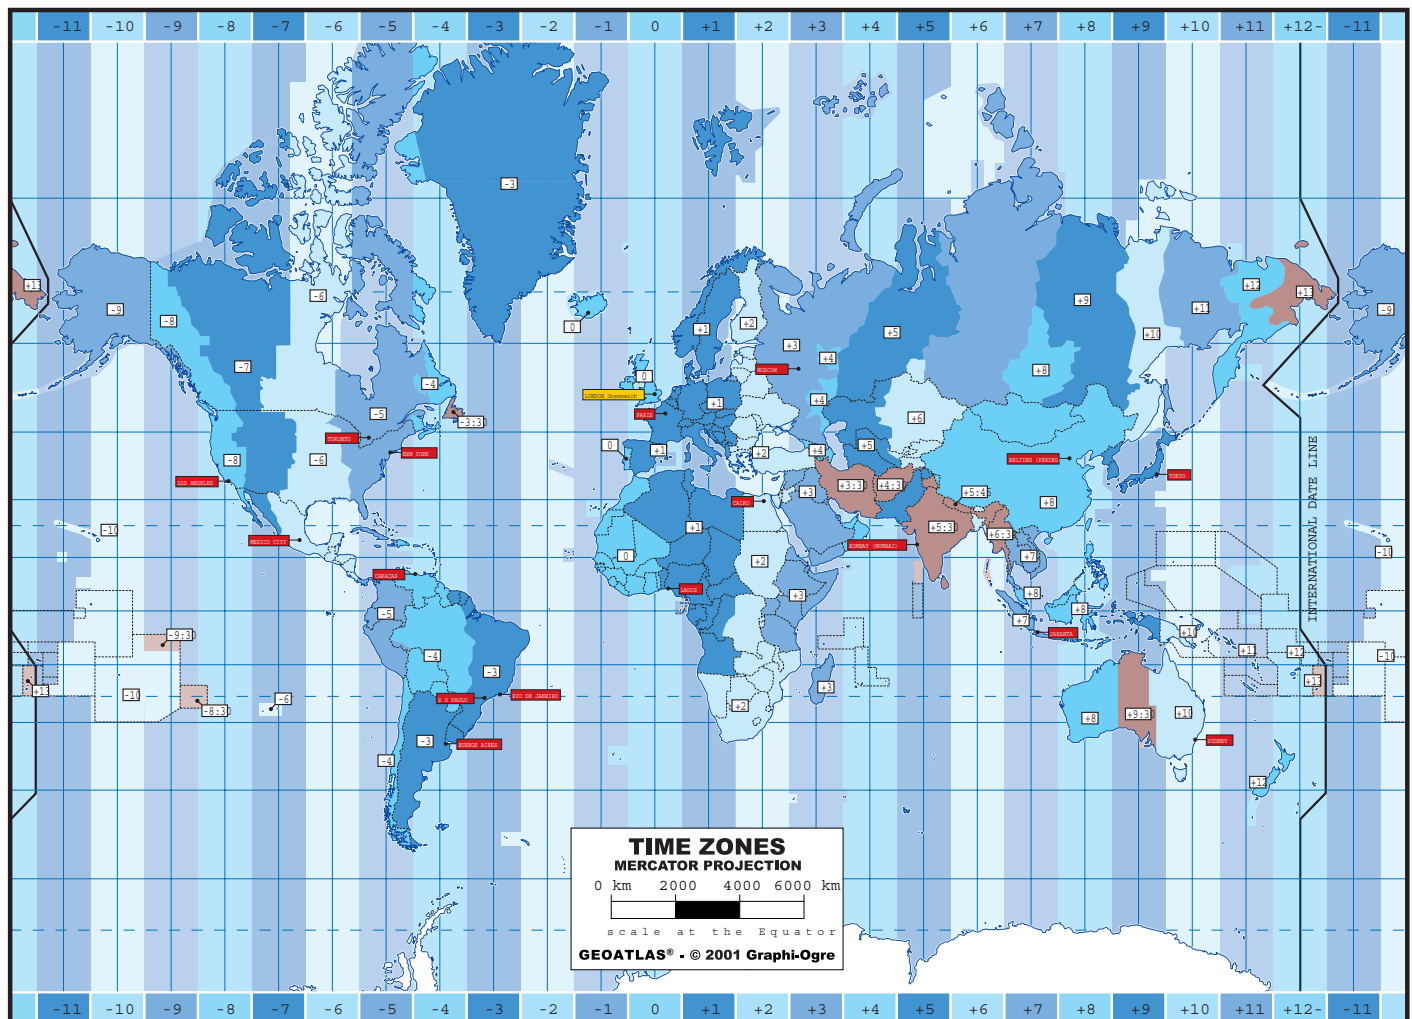 -11 -10 -9 -8 -7 -6 -5 -4 -3 -2 -1 0 +1 +2 +3 +4 +5 +6 +7 +8 +9 +10 +11 +12- -11
-3
+13
-9
-8
-6
-7
0
+1
+2
+3
+4
+5
+9
+8
+10
+11
+12
+13
-9
MOSCOW
-4
0
LONDON Greenwich
+1
+4
-5
-3:30
PARIS
+6
TORONTO
NEW YORK
0
+1
+2
+4
+5
BEIJING (PEKING
-8
-6
TOKYO
LOS ANGELES
+3
+3:30
+4:30
+5:45
+8
CAIRO
INTERNATIONAL DATE LINE
-10
+1
+5:30
+6:30
MEXICO CITY
BOMBAY (MUMBAI)
-10
0
+2
+7
CARACAS
LAGOS
+3
+8
+8
-5
+7
JAKARTA
+10
-9:30
+11
+12
-10
-4
-3
+13
-10
-8:30
-6
S O PAULO
RIO DE JANEIRO
+2
+3
+13
+8
+9:30
+10
-3
BUENOS AIRES
-4
SYDNEY
+12
TIME ZONES
MERCATOR PROJECTION
0 km 2000 4000 6000 km
scale at the Equator
GEOATLAS® - © 2001 Graphi-Ogre
-11 -10 -9 -8 -7 -6 -5 -4 -3 -2 -1 0 +1 +2 +3 +4 +5 +6 +7 +8 +9 +10 +11 +12- -11